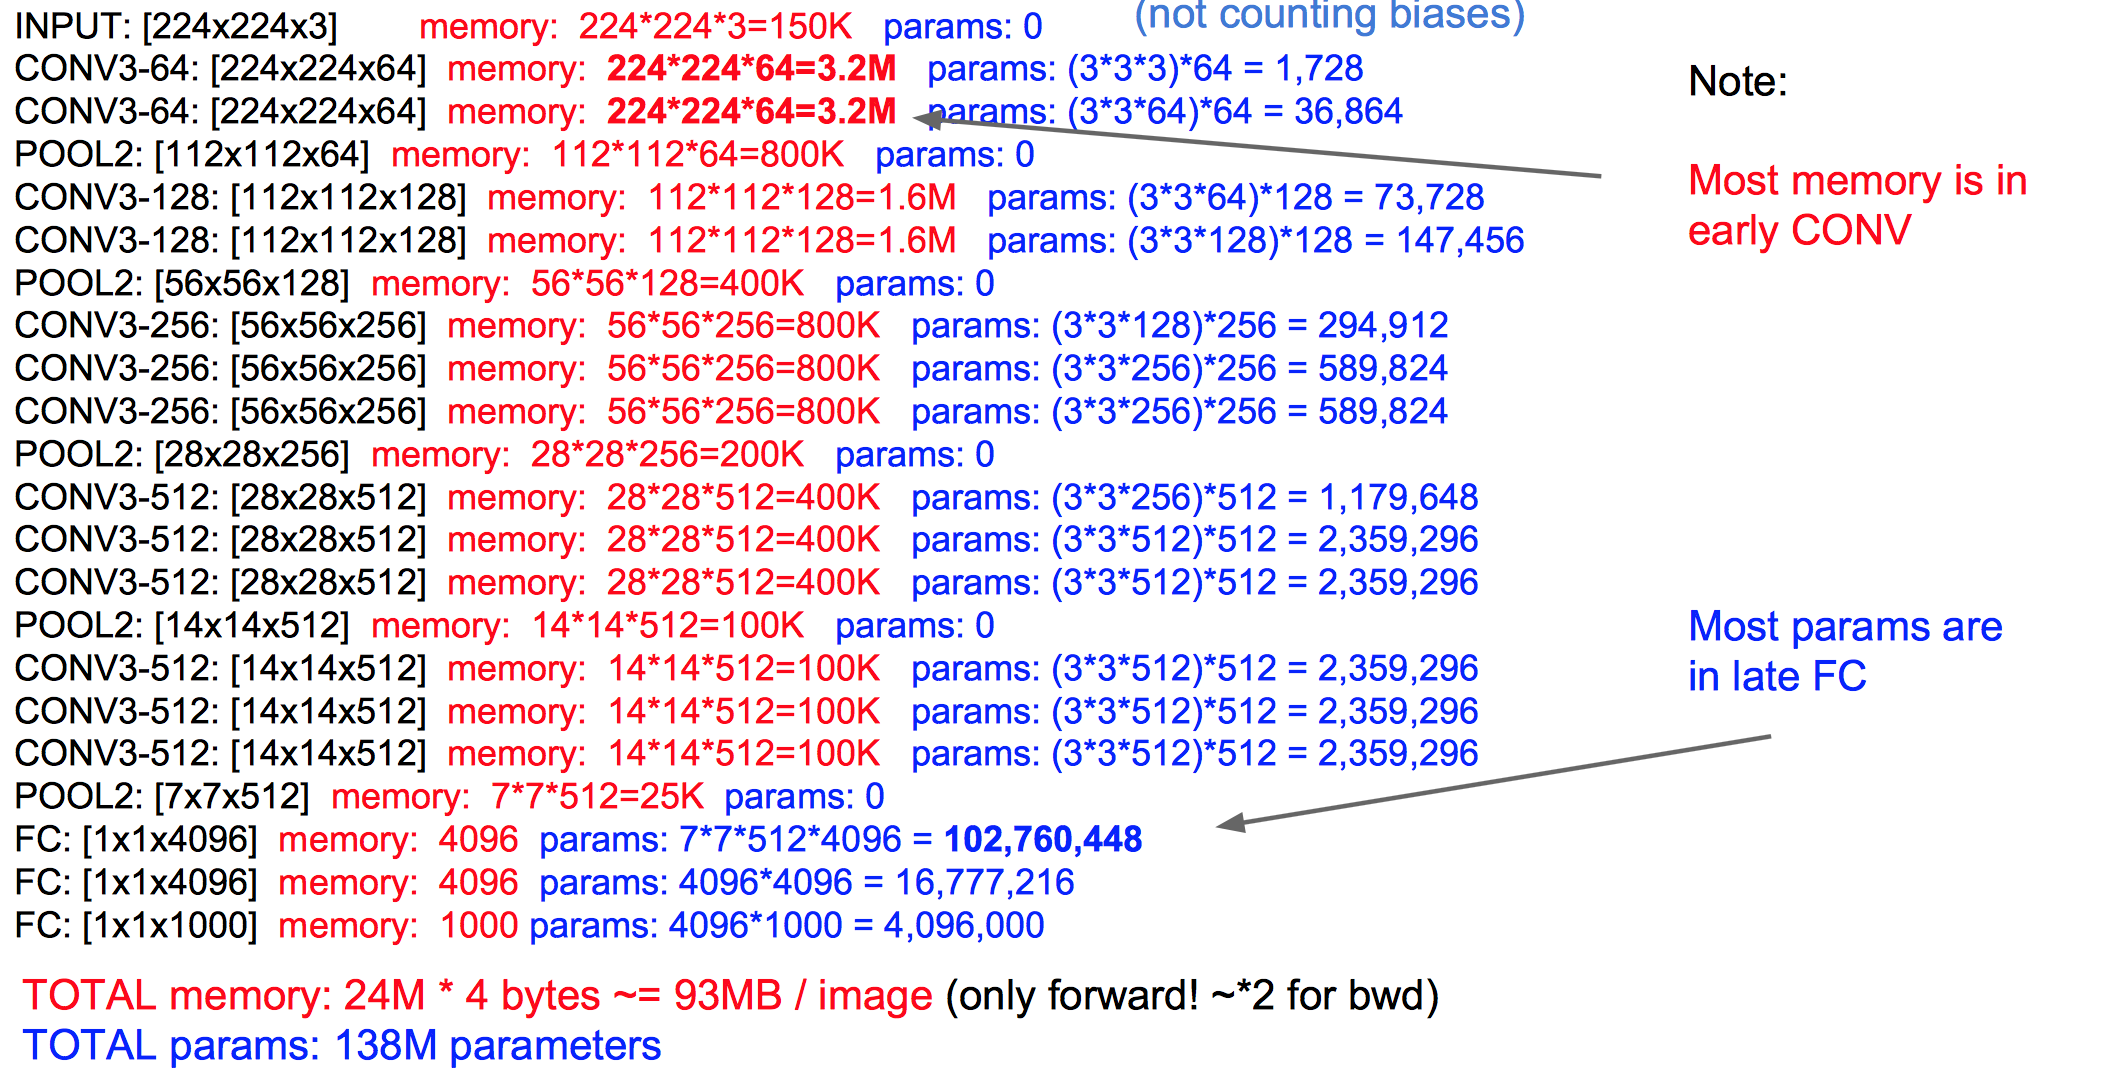 INPUT: [224x224x3] memory: 224*224*3=150K params: 0 (not counting biases)
CONV3-64: [224x224x64] memory: 224*224*64=3.2M params: (3*3*3)*64 = 1,728
CONV3-64: [224x224x64] memory: 224*224*64=3.2M params: (3*3*64)*64 = 36,864
POOL2: [112x112x64] memory: 112*112*64=800K params: 0
CONV3-128: [112x112x128] memory: 112*112*128=1.6M params: (3*3*64)*128 = 73,728
CONV3-128: [112x112x128] memory: 112*112*128=1.6M params: (3*3*128)*128 = 147,456
POOL2: [56x56x128] memory: 56*56*128=400K params: 0
CONV3-256: [56x56x256] memory: 56*56*256=800K params: (3*3*128)*256 = 294,912
CONV3-256: [56x56x256] memory: 56*56*256=800K params: (3*3*256)*256 = 589,824
CONV3-256: [56x56x256] memory: 56*56*256=800K params: (3*3*256)*256 = 589,824
POOL2: [28x28x256] memory: 28*28*256=200K params: 0
CONV3-512: [28x28x512] memory: 28*28*512=400K params: (3*3*256)*512 = 1,179,648
CONV3-512: [28x28x512] memory: 28*28*512=400K params: (3*3*512)*512 = 2,359,296
CONV3-512: [28x28x512] memory: 28*28*512=400K params: (3*3*512)*512 = 2,359,296
POOL2: [14x14x512] memory: 14*14*512=100K params: 0
CONV3-512: [14x14x512] memory: 14*14*512=100K params: (3*3*512)*512 = 2,359,296
CONV3-512: [14x14x512] memory: 14*14*512=100K params: (3*3*512)*512 = 2,359,296
CONV3-512: [14x14x512] memory: 14*14*512=100K params: (3*3*512)*512 = 2,359,296
POOL2: [7x7x512] memory: 7*7*512=25K params: 0
FC: [1x1x4096] memory: 4096 params: 7*7*512*4096 = 102,760,448
FC: [1x1x4096] memory: 4096 params: 4096*4096 = 16,777,216
FC: [1x1x1000] memory: 1000 params: 4096*1000 = 4,096,000
TOTAL memory: 24M * 4 bytes ~= 93MB / image (only forward! ~*2 for bwd)
TOTAL params: 138M parameters
Note:
Most memory is in
early CONV
Most params are
in late FC